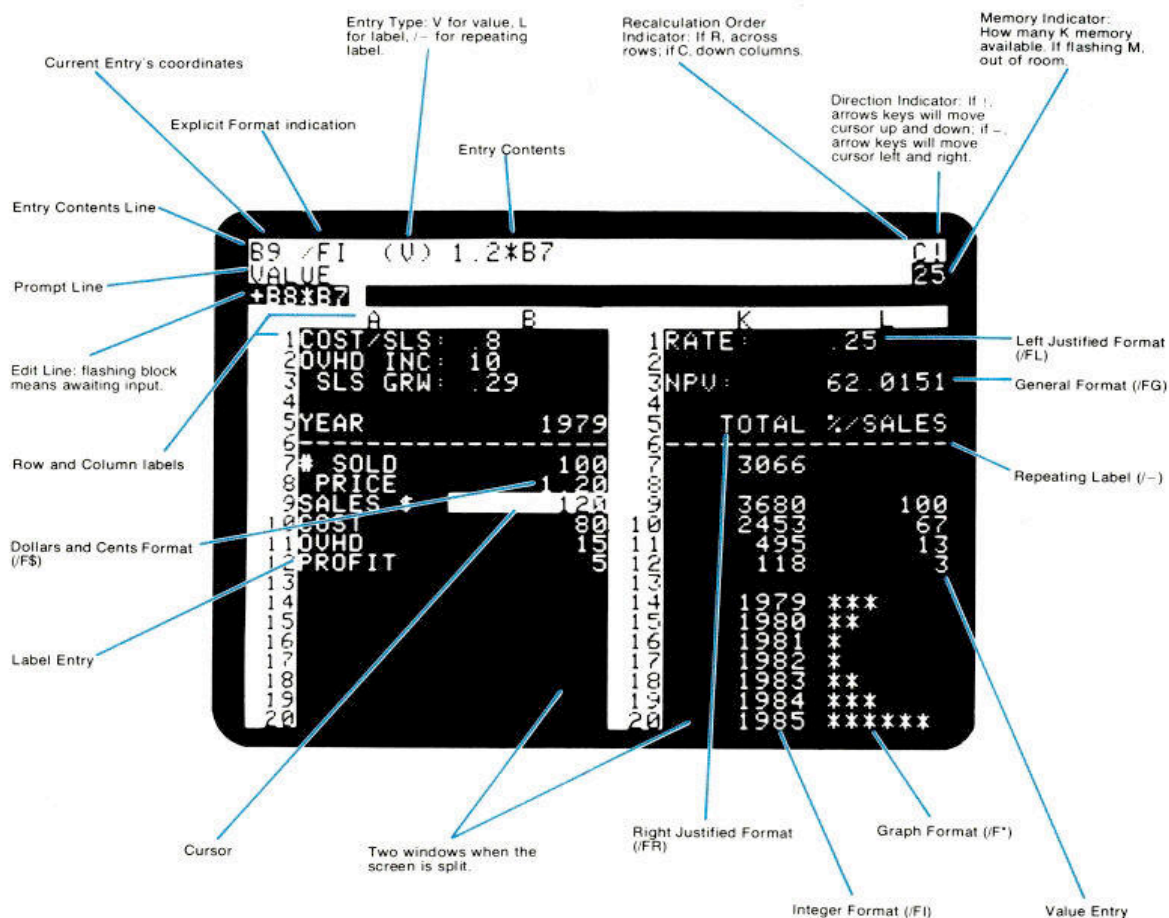 Entry Type: V for value, L
for label, /– for repeating
label.
Recalculation Order
Indicator: If R, across
rows; if C, down columns.
Memory Indicator:
How many K memory
available. If flashing M,
out of room.
Current Entry's coordinates
Explicit Format indication
Entry Contents
Direction Indicator: If !,
arrows keys will move
cursor up and down; if –,
arrow keys will move
cursor left and right.
Entry Contents Line
B9 /FI (V) 1.2*B7 C!
Prompt Line
VALUE 25
+B8*B7
A B K L
1 COST/SLS: .8 1 RATE: .25
2 OVHD INC: 10 2
3 SLS GRW: .29 3 NPV: 62.0151
4 4
5 YEAR 1979 5 TOTAL %/SALES
6 ------------------- 6 -----------------
7 # SOLD 100 7 3066
8 PRICE 1.20 8
9 SALES $ 120 9 3680 100
10 COST 80 10 2453 67
11 OVHD 15 11 495 13
12 PROFIT 5 12 118 3
13 13
14 14 1979 ***
15 15 1980 **
16 16 1981 *
17 17 1982 *
18 18 1983 **
19 19 1984 ***
20 20 1985 ******
Edit Line: flashing block
means awaiting input.
Row and Column labels
Dollars and Cents Format
(/F$)
Label Entry
Left Justified Format
(/FL)
General Format (/FG)
Repeating Label (/–)
Cursor
Two windows when the
screen is split.
Right Justified Format
(/FR)
Graph Format (/F*)
Integer Format (/FI)
Value Entry